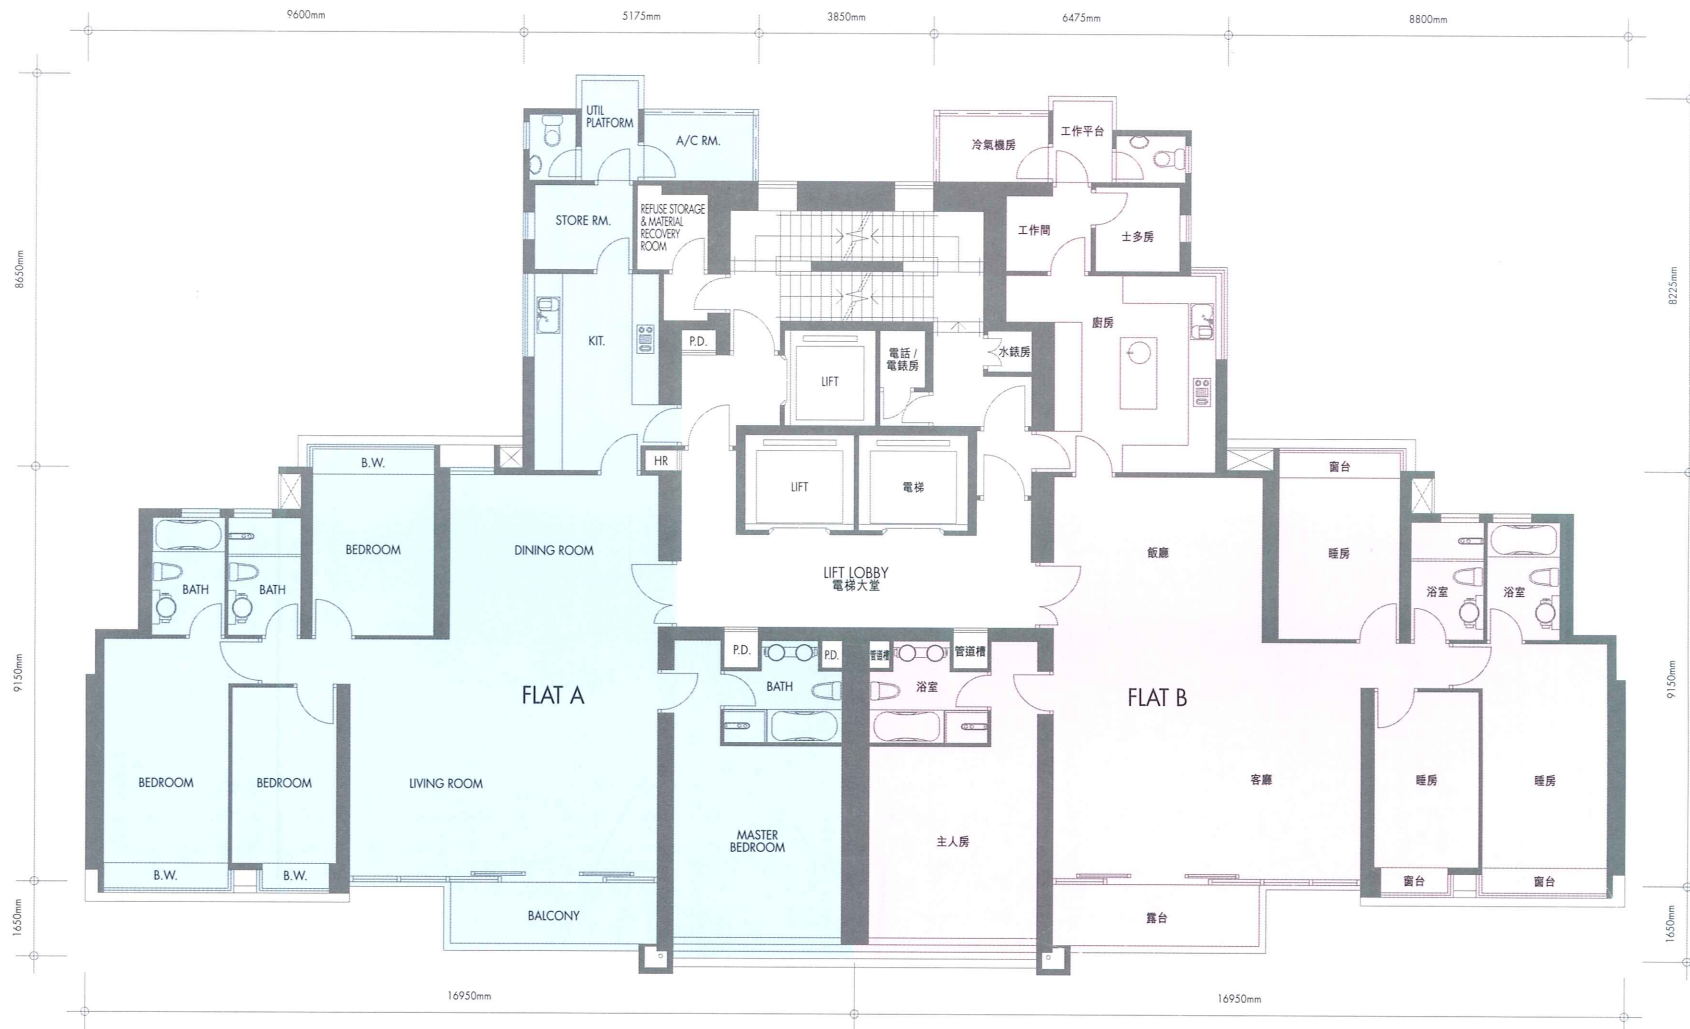 9600mm
5175mm
3850mm
6475mm
8800mm
UTIL
PLATFORM
A/C RM.
冷氣機房
工作平台
STORE RM.
REFUSE STORAGE
& MATERIAL
RECOVERY
ROOM
工作間
士多房
8650mm
8225mm
KIT.
P.D.
LIFT
電話 /
電錶房
水錶房
廚房
HR
LIFT
電梯
B.W.
窗台
BEDROOM
DINING ROOM
飯廳
睡房
BATH
BATH
LIFT LOBBY
電梯大堂
浴室
浴室
9150mm
9150mm
P.D.
P.D.
管道槽
管道槽
BATH
浴室
FLAT A
FLAT B
BEDROOM
BEDROOM
LIVING ROOM
客廳
睡房
睡房
MASTER
BEDROOM
主人房
B.W.
B.W.
窗台
窗台
BALCONY
露台
1650mm
1650mm
16950mm
16950mm